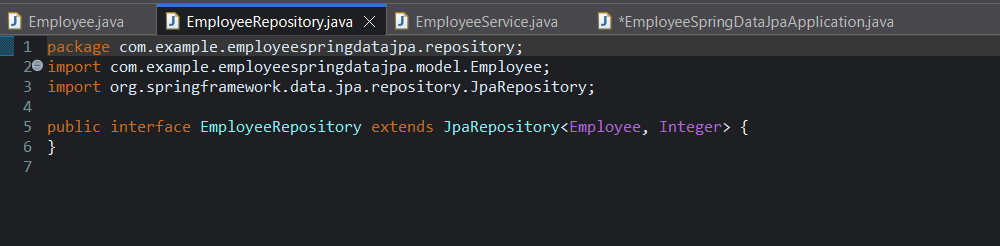 Employee.java EmployeeRepository.java EmployeeService.java *EmployeeSpringDataJpaApplication.java
1 package com.example.employeespringdatajpa.repository;
2 import com.example.employeespringdatajpa.model.Employee;
3 import org.springframework.data.jpa.repository.JpaRepository;
4
5 public interface EmployeeRepository extends JpaRepository<Employee, Integer> {
6 }
7